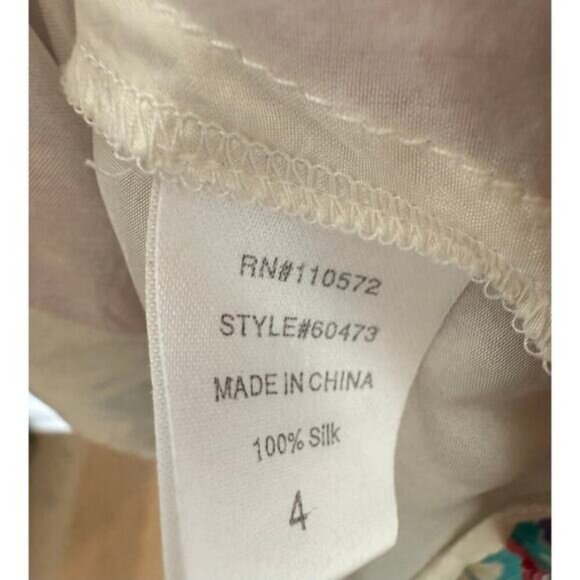 RN#110572
STYLE#60473
MADE IN CHINA
100% Silk
4